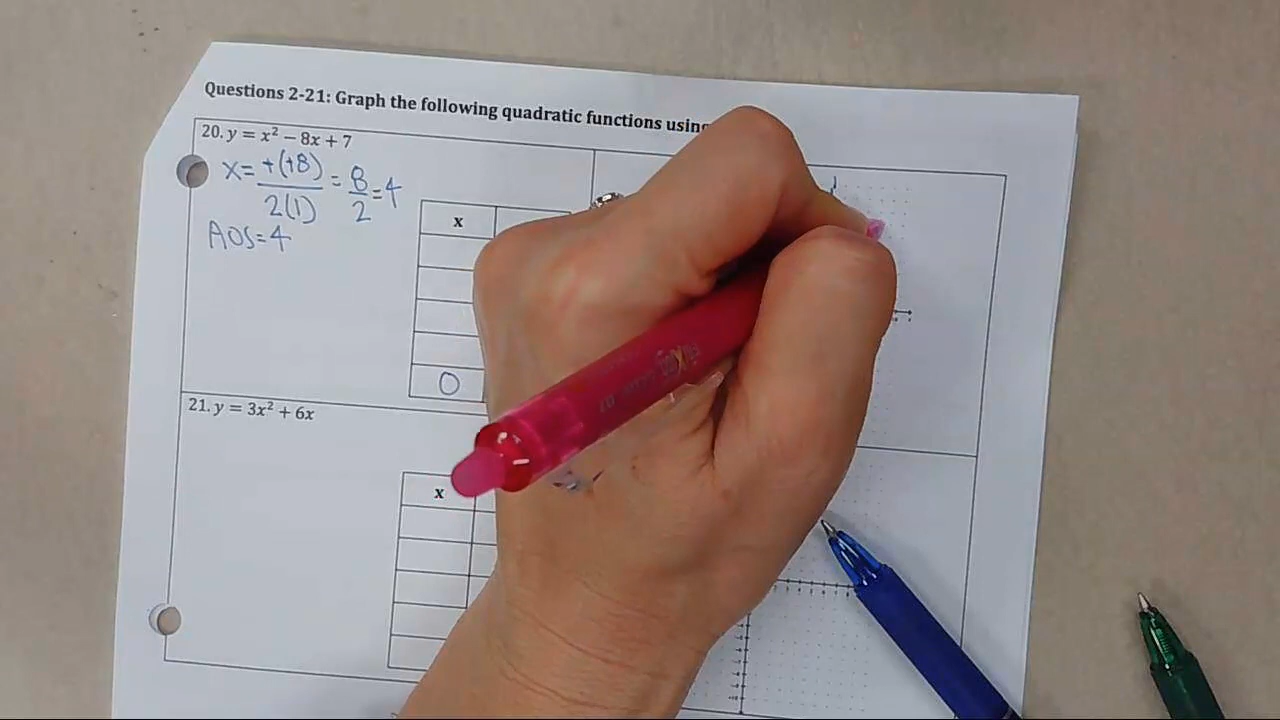 Questions 2-21: Graph the following quadratic functions using
20. y = x² – 8x + 7
x = +(+8) / 2(1) = 8/2 = 4
AOS=4
x
0
21. y = 3x² + 6x
x